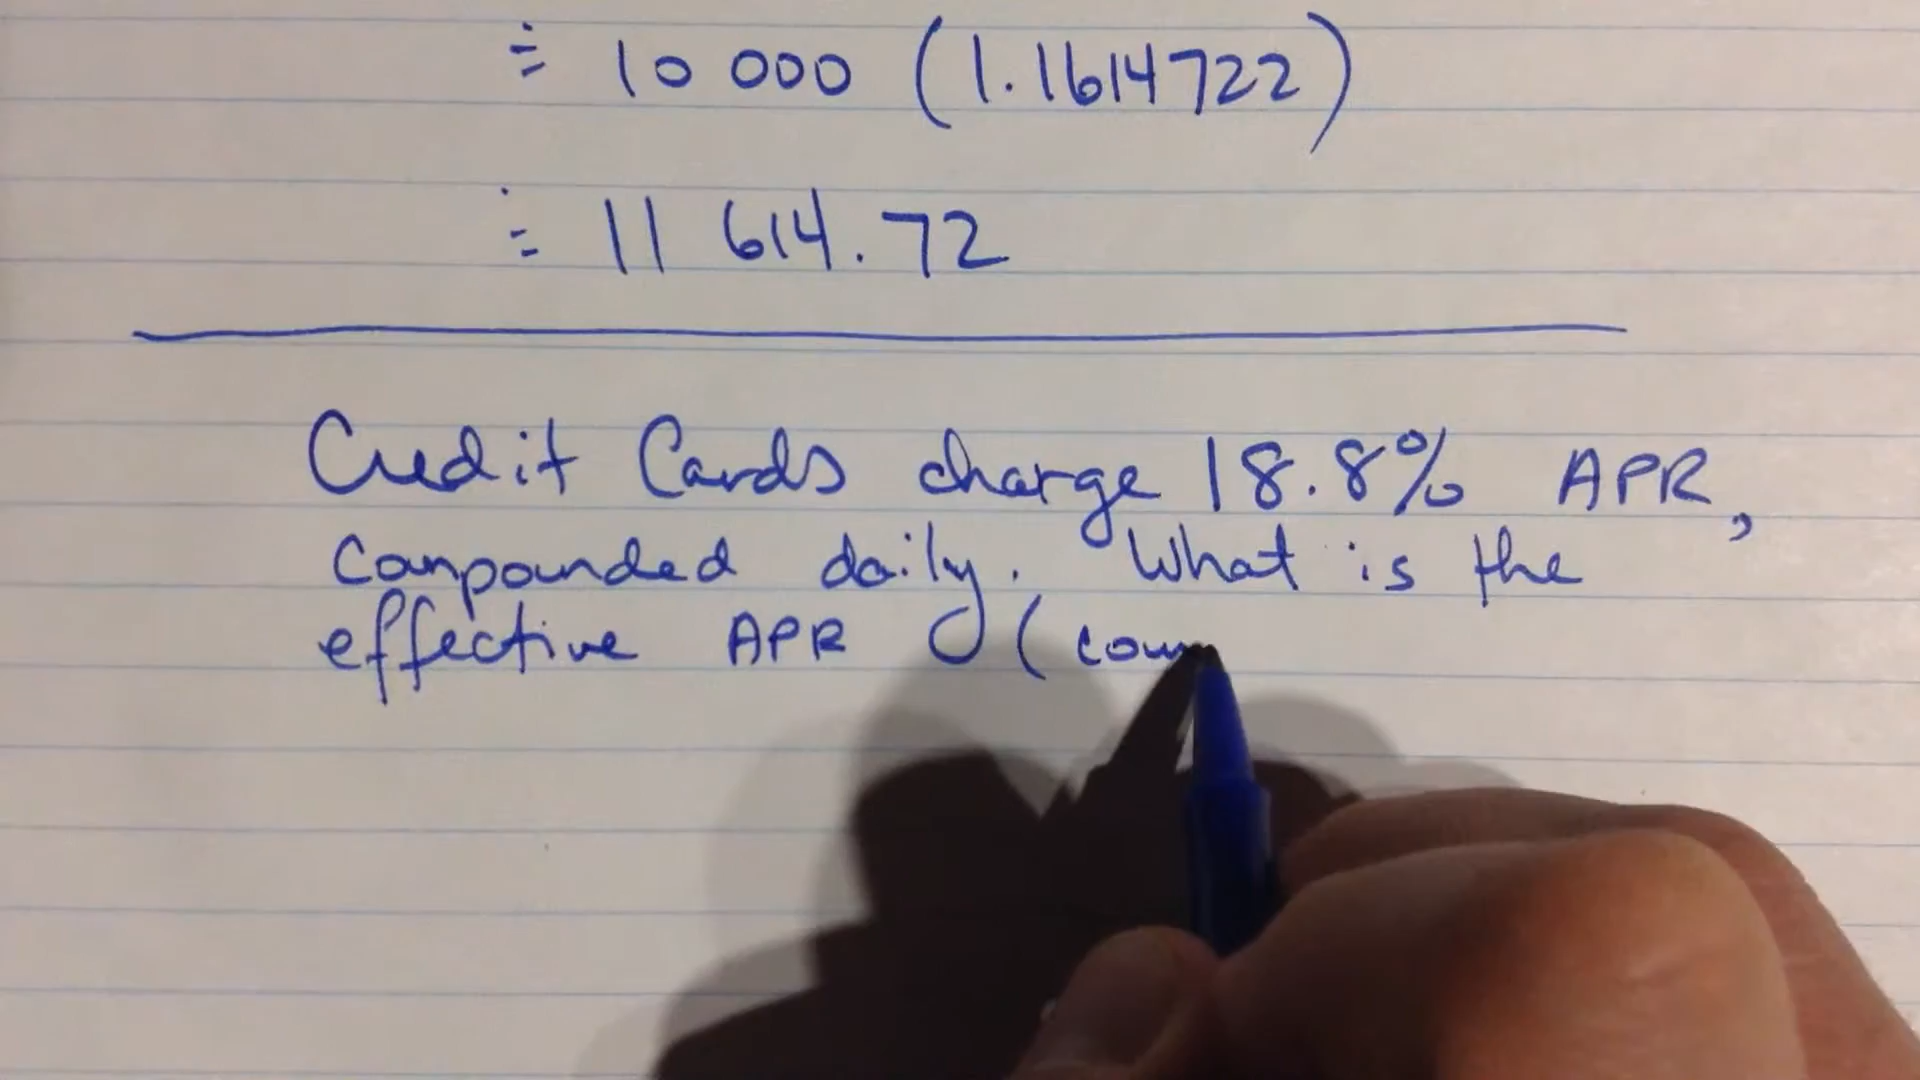 ≐ 10 000 (1.1614722)
≐ 11 614.72
Credit Cards charge 18.8% APR,
compounded daily. What is the
effective APR (com